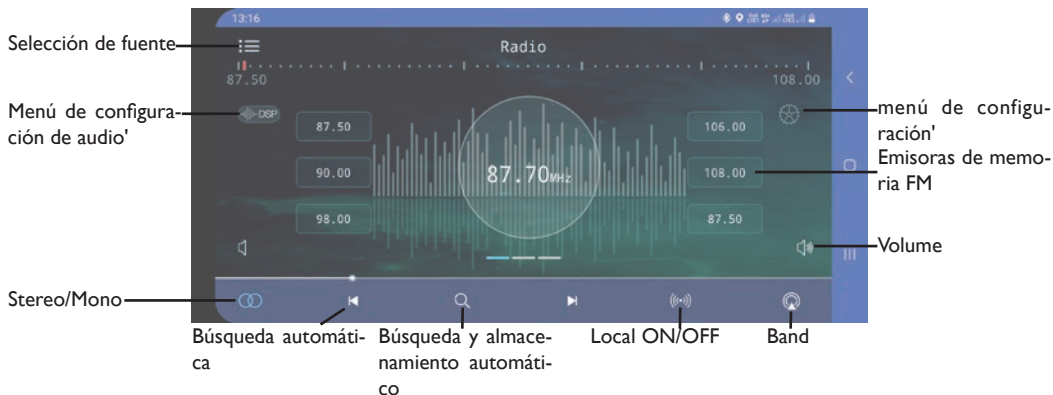 13:16
Selección de fuente
Radio
87.50
108.00
Menú de configura-
ción de audio'
DSP
menú de configu-
ración'
87.50
106.00
Emisoras de memo-
ria FM
90.00
87.70MHz
108.00
98.00
87.50
Volume
Stereo/Mono
Búsqueda automáti-
ca
Búsqueda y almace-
namiento automáti-
co
Local ON/OFF
Band